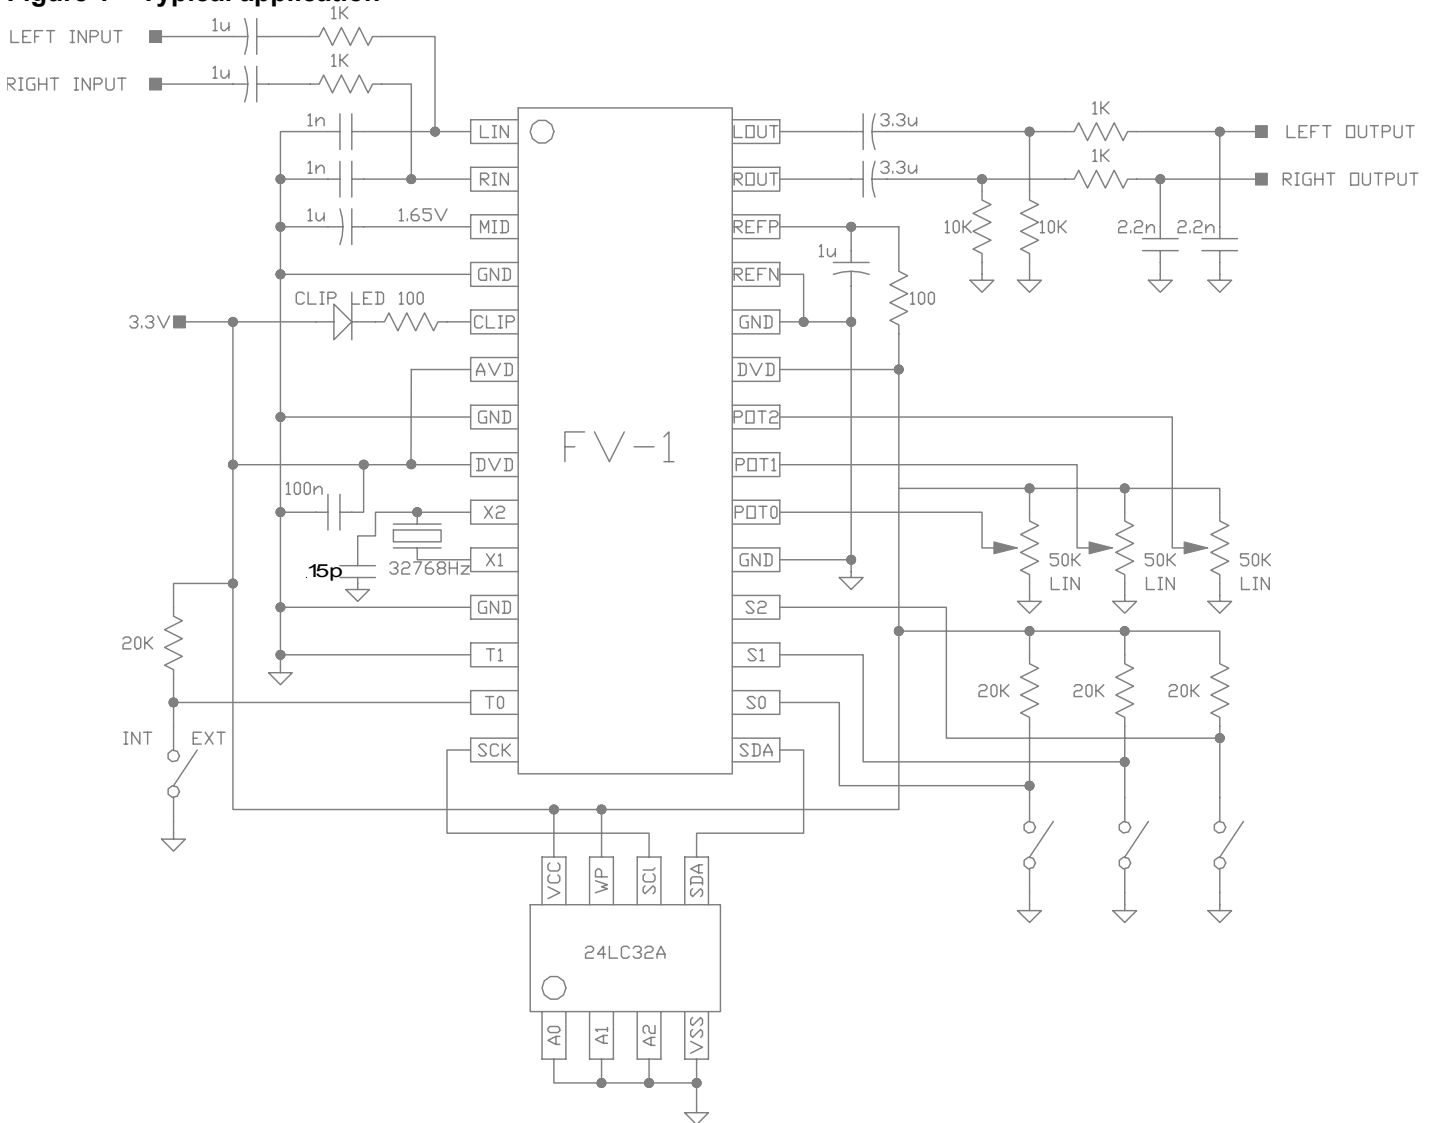 Figure 1 Typical application
1u
1K
LEFT INPUT
1u
1K
RIGHT INPUT
1n
LIN
1n
RIN
1u
1.65V
MID
GND
CLIP LED 100
3.3V
CLIP
AVD
GND
DVD
100n
X2
.15p
32768Hz
X1
GND
20K
T1
T0
INT EXT
SCK
FV-1
LOUT
3.3u
1K
LEFT OUTPUT
ROUT
3.3u
1K
RIGHT OUTPUT
REFP
10K
10K
2.2n
2.2n
1u
REFN
100
GND
DVD
POT2
POT1
POT0
50K
LIN
50K
LIN
50K
LIN
GND
S2
S1
20K
20K
20K
S0
SDA
VCC
WP
SCl
SDA
24LC32A
A0
A1
A2
VSS